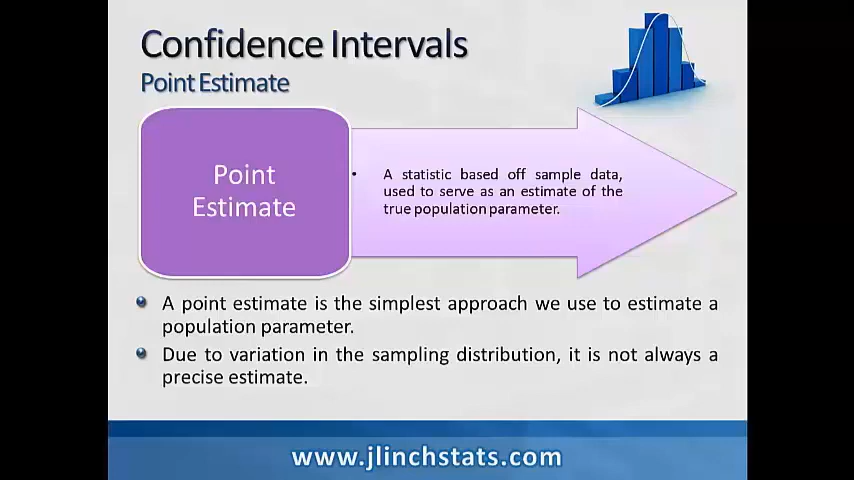 Confidence Intervals
Point Estimate
Point
Estimate
• A statistic based off sample data,
used to serve as an estimate of the
true population parameter.
A point estimate is the simplest approach we use to estimate a
population parameter.
Due to variation in the sampling distribution, it is not always a
precise estimate.
www.jlinchstats.com